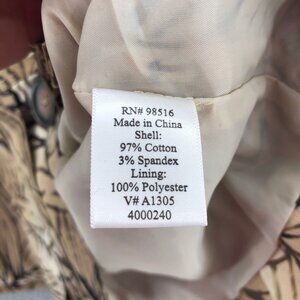 RN# 98516
Made in China
Shell:
97% Cotton
3% Spandex
Lining:
100% Polyester
V# A1305
4000240